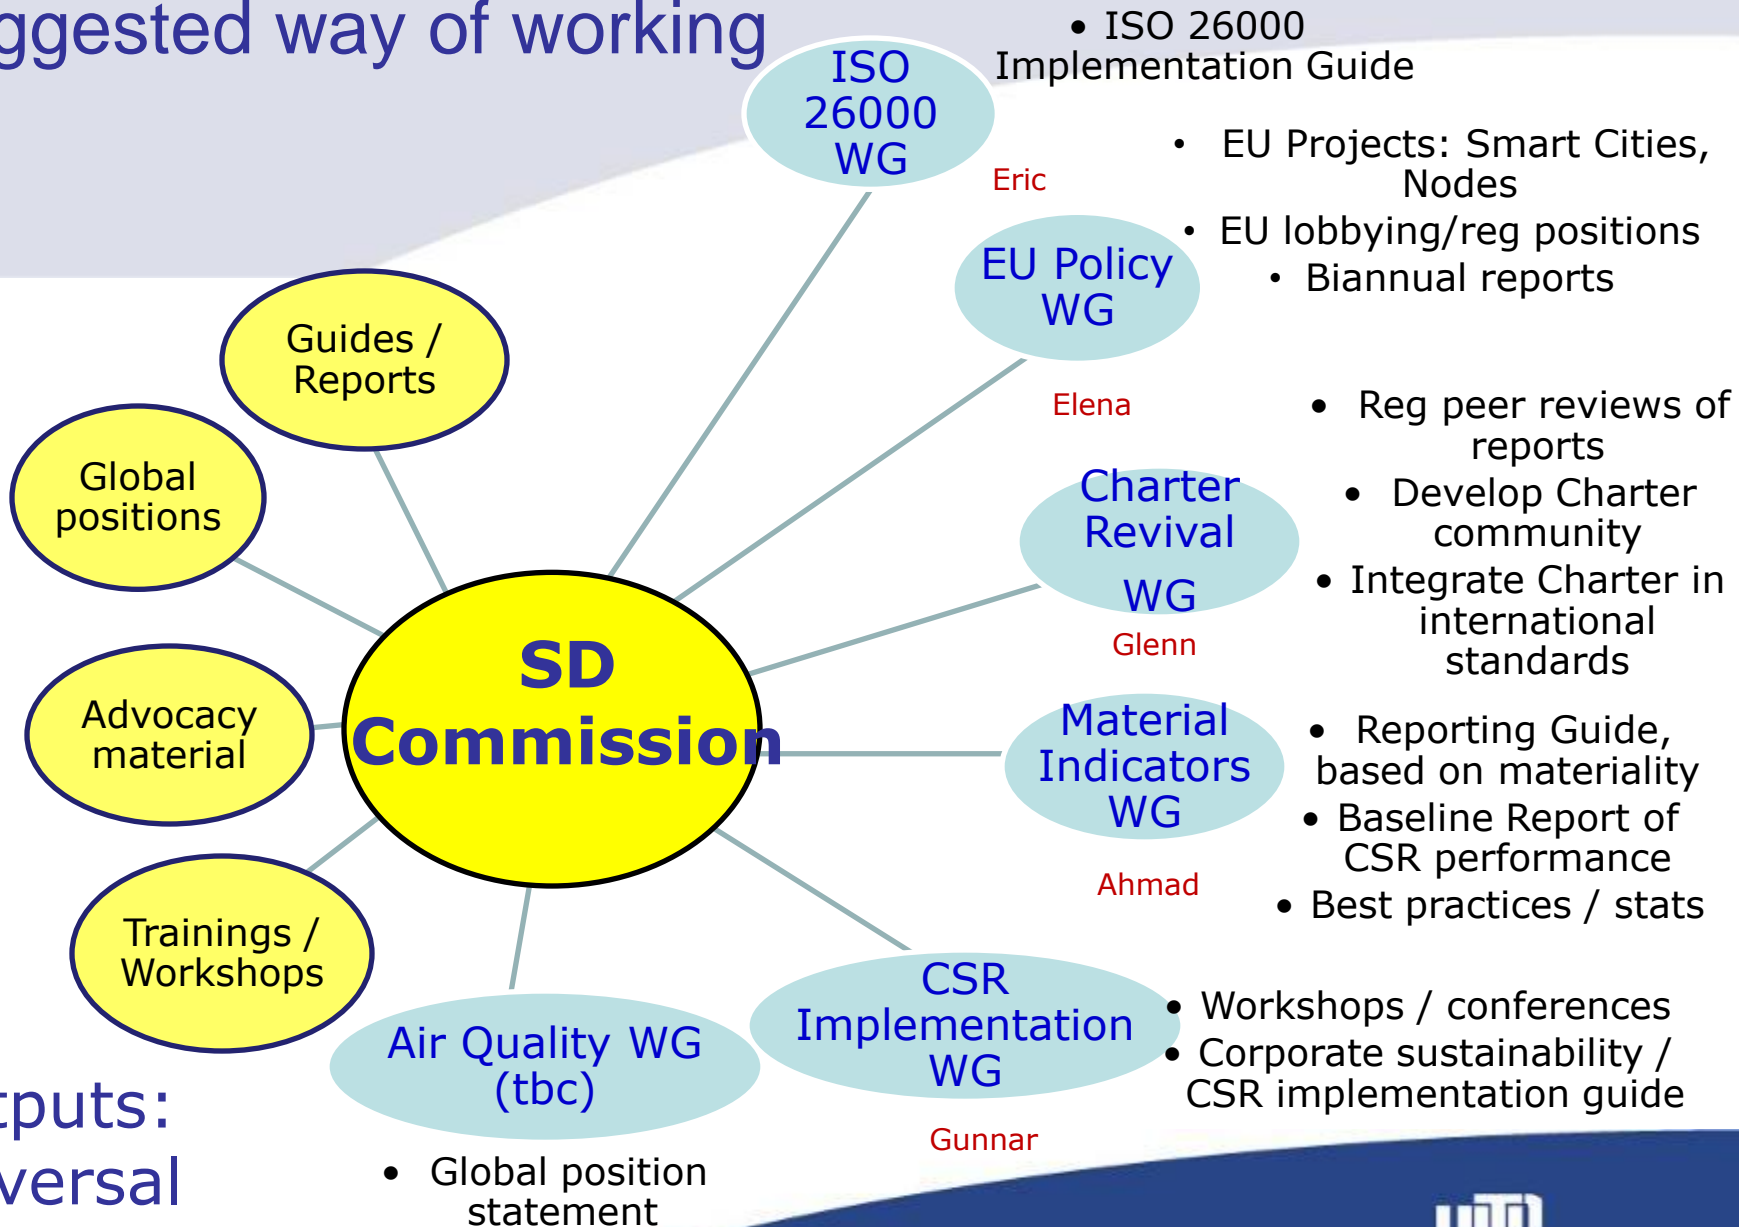 ggested way of working
ISO
26000
WG
• ISO 26000
Implementation Guide
Eric
• EU Projects: Smart Cities,
Nodes
• EU lobbying/reg positions
• Biannual reports
EU Policy
WG
Elena
Guides /
Reports
Global
positions
Advocacy
material
Trainings /
Workshops
SD
Commission
Charter
Revival
WG
Glenn
• Reg peer reviews of
reports
• Develop Charter
community
• Integrate Charter in
international
standards
Material
Indicators
WG
Ahmad
• Reporting Guide,
based on materiality
• Baseline Report of
CSR performance
• Best practices / stats
CSR
Implementation
WG
Gunnar
• Workshops / conferences
• Corporate sustainability /
CSR implementation guide
Air Quality WG
(tbc)
• Global position
statement
tputs:
versal